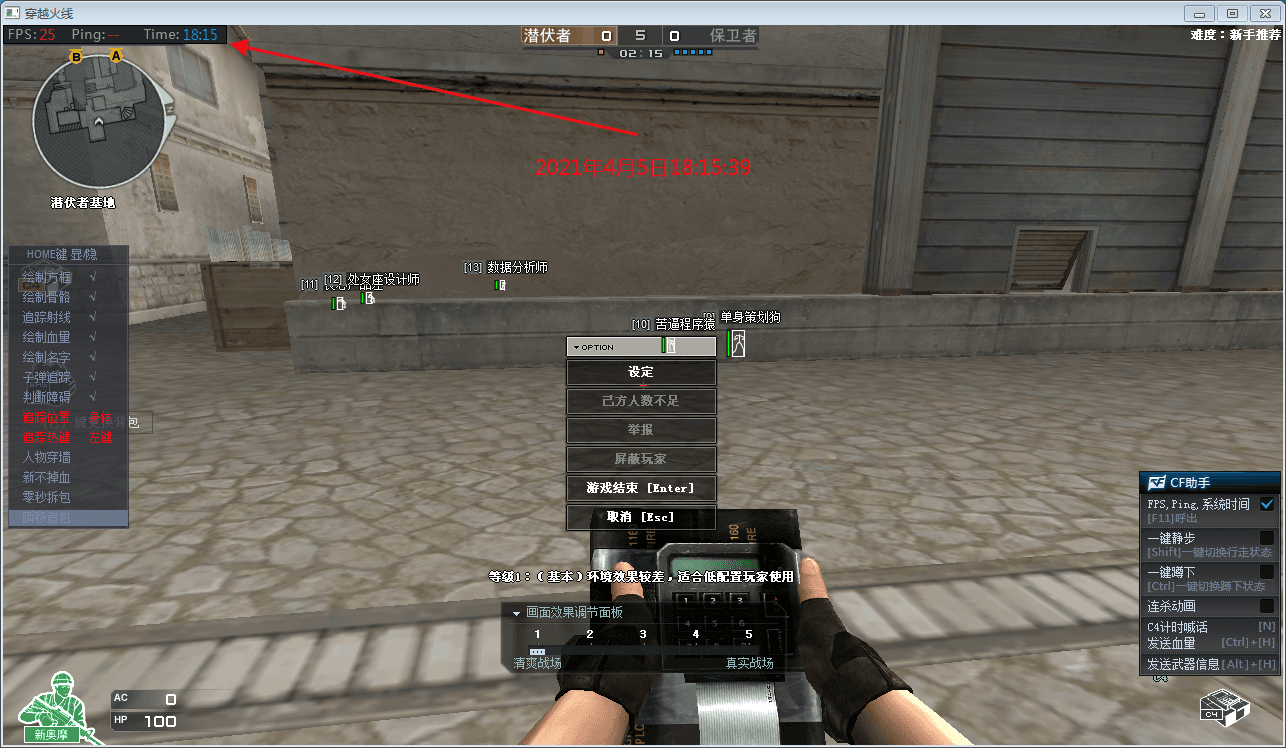 穿越火线
FPS: 25 Ping: -- Time: 18:15
潜伏者 0 5 0 保卫者
02:15
难度：新手推荐
B A
2021年4月5日18:15:39
潜伏者基地
HOME键 显/隐
绘制方框 √
绘制骨骼 √
追踪射线 √
绘制血量 √
绘制名字 √
子弹追踪 √
判断障碍 √
追踪位置 身体
追踪热键 左键
人物穿墙
新不掉血
零秒拆包
瞬移追包
[11]
[12] 处女座设计师
[13] 数据分析师
[10] 苦逼程序猿
单身策划狗
OPTION
设定
己方人数不足
举报
屏蔽玩家
游戏结束 [Enter]
取消 [Esc]
等级1：（基本）环境效果较差，适合低配置玩家使用
画面效果调节面板
1 2 3 4 5
清爽战场 真实战场
CF助手
FPS, Ping, 系统时间
[F11]呼出
一键静步
[Shift]一键切换行走状态
一键蹲下
[Ctrl]一键切换蹲下状态
连杀动画
C4计时喊话 [N]
发送血量 [Ctrl]+[H]
发送武器信息[Alt]+[H]
AC 0
HP 100
新奥摩
C4